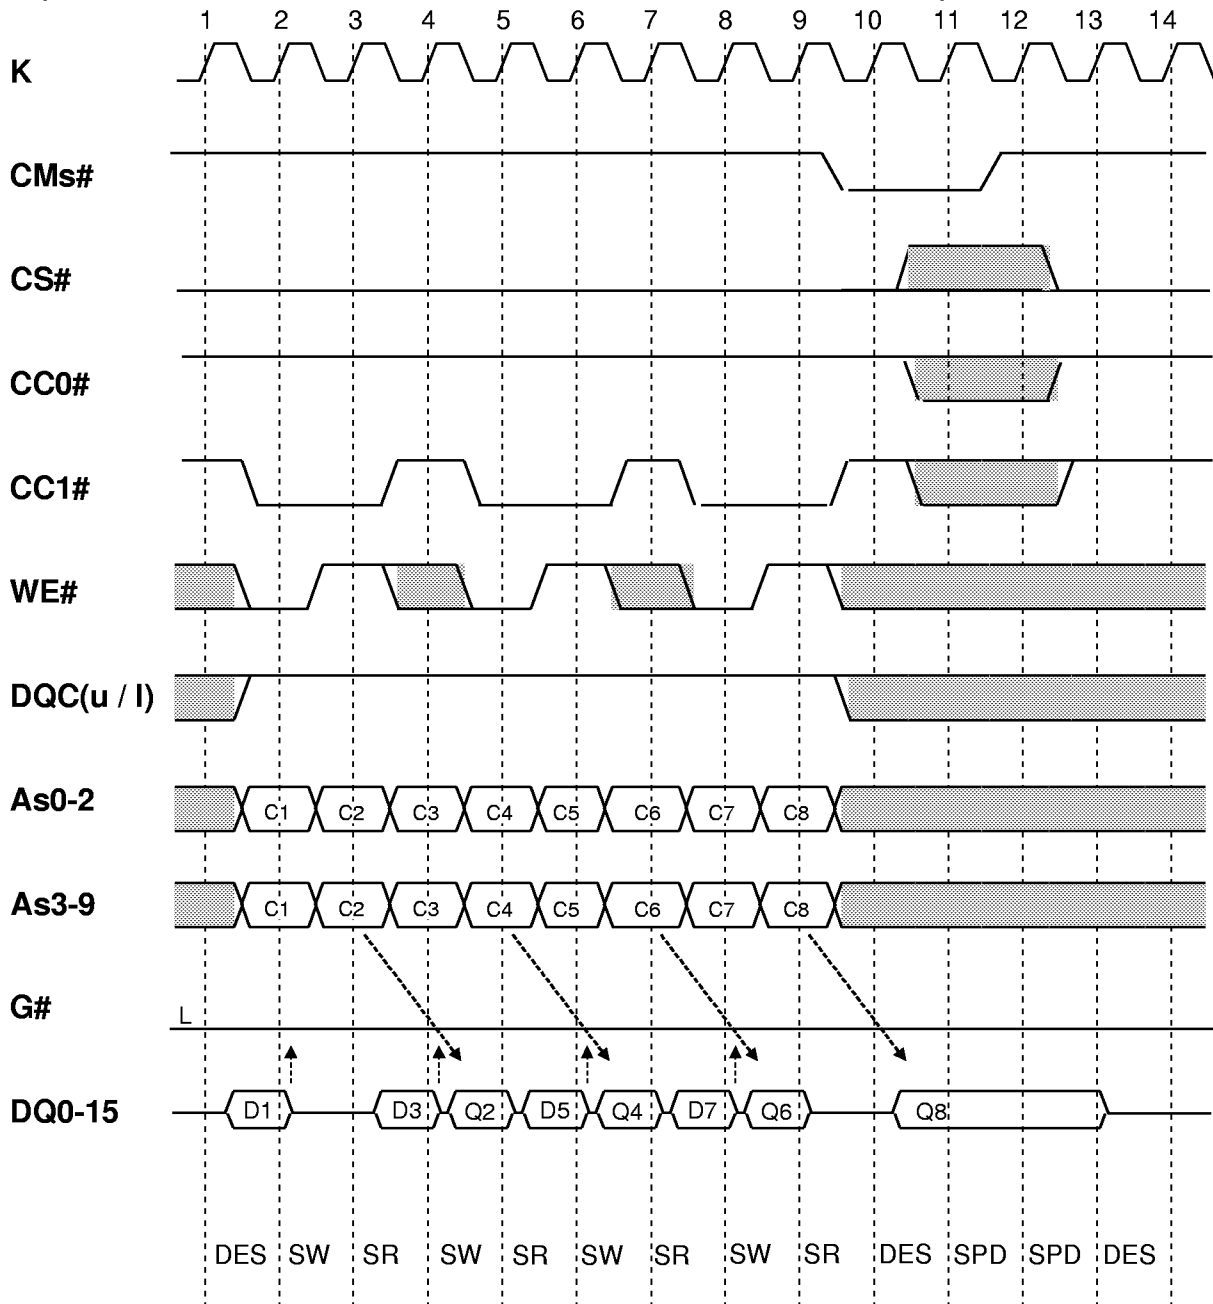 1 2 3 4 5 6 7 8 9 10 11 12 13 14
K
CMs#
CS#
CC0#
CC1#
WE#
DQC(u / l)
As0-2 C1 C2 C3 C4 C5 C6 C7 C8
As3-9 C1 C2 C3 C4 C5 C6 C7 C8
G# L
DQ0-15 D1 D3 Q2 D5 Q4 D7 Q6 Q8
DES SW SR SW SR SW SR SW SR DES SPD SPD DES